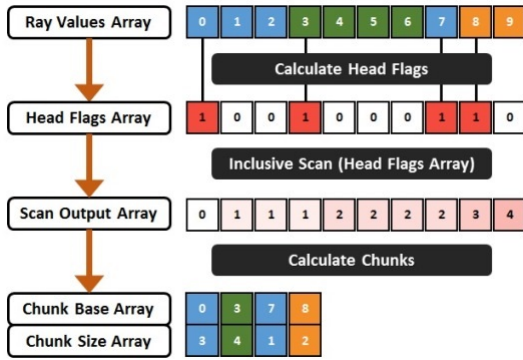 Ray Values Array 0 1 2 3 4 5 6 7 8 9
Calculate Head Flags
Head Flags Array 1 0 0 1 0 0 0 1 1 0
Inclusive Scan (Head Flags Array)
Scan Output Array 0 1 1 1 2 2 2 2 3 4
Calculate Chunks
Chunk Base Array 0 3 7 8
Chunk Size Array 3 4 1 2